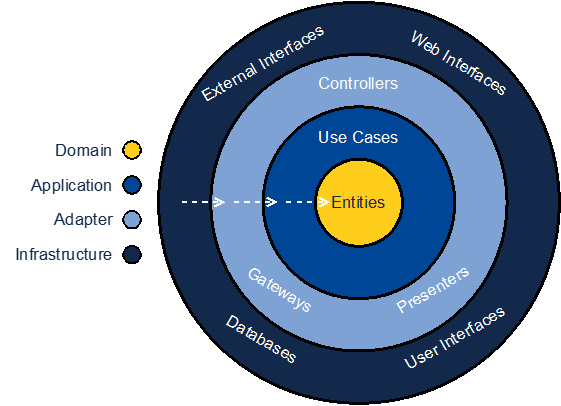 External Interfaces
Web Interfaces
Controllers
Use Cases
Domain
Application
Adapter
Infrastructure
Entities
Gateways
Presenters
Databases
User Interfaces